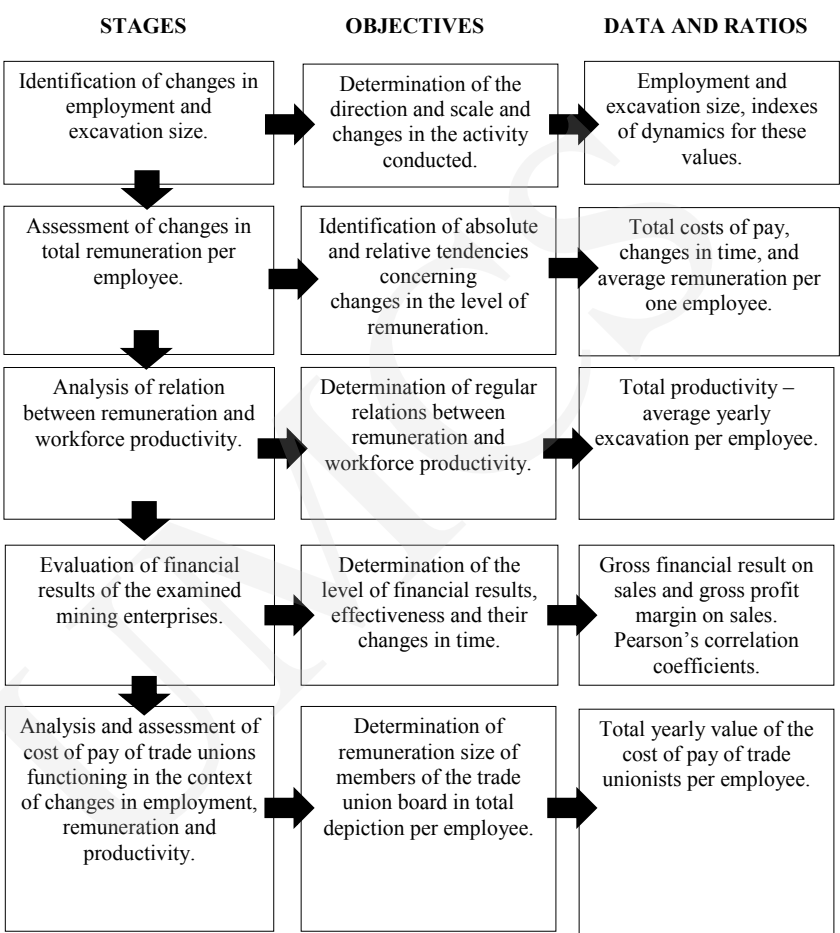 STAGES
OBJECTIVES
DATA AND RATIOS
Identification of changes in
employment and
excavation size.
Determination of the
direction and scale and
changes in the activity
conducted.
Employment and
excavation size, indexes
of dynamics for these
values.
Assessment of changes in
total remuneration per
employee.
Identification of absolute
and relative tendencies
concerning
changes in the level of
remuneration.
Total costs of pay,
changes in time, and
average remuneration per
one employee.
Analysis of relation
between remuneration and
workforce productivity.
Determination of regular
relations between
remuneration and
workforce productivity.
Total productivity –
average yearly
excavation per employee.
Evaluation of financial
results of the examined
mining enterprises.
Determination of the
level of financial results,
effectiveness and their
changes in time.
Gross financial result on
sales and gross profit
margin on sales.
Pearson’s correlation
coefficients.
Analysis and assessment of
cost of pay of trade unions
functioning in the context
of changes in employment,
remuneration and
productivity.
Determination of
remuneration size of
members of the trade
union board in total
depiction per employee.
Total yearly value of the
cost of pay of trade
unionists per employee.
UMCS